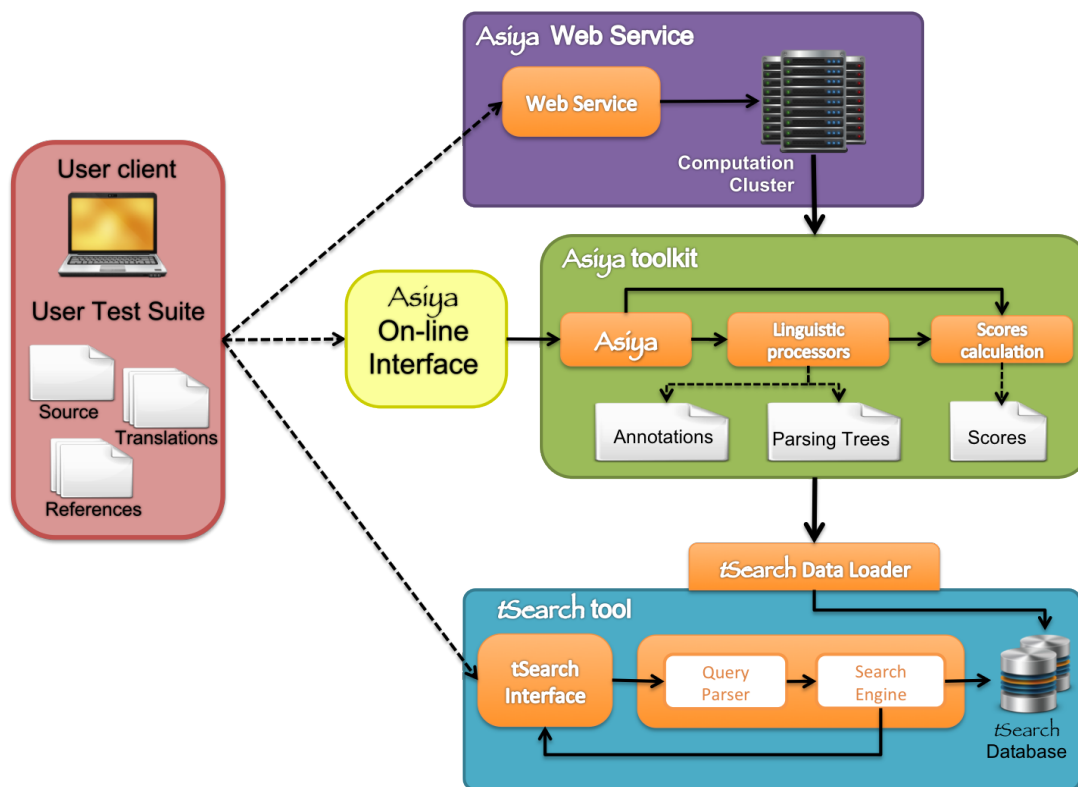 Asiya Web Service
Web Service
Computation
Cluster
User client
User Test Suite
Source
Translations
References
Asiya
On-line
Interface
Asiya toolkit
Asiya
Linguistic
processors
Scores
calculation
Annotations
Parsing Trees
Scores
tSearch Data Loader
tSearch tool
tSearch
Interface
Query
Parser
Search
Engine
tSearch
Database